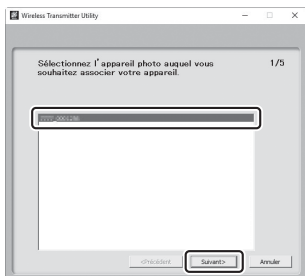 Wireless Transmitter Utility
Sélectionnez l'appareil photo auquel vous
souhaitez associer votre appareil.
1/5
<Précédent
Suivant>
Annuler